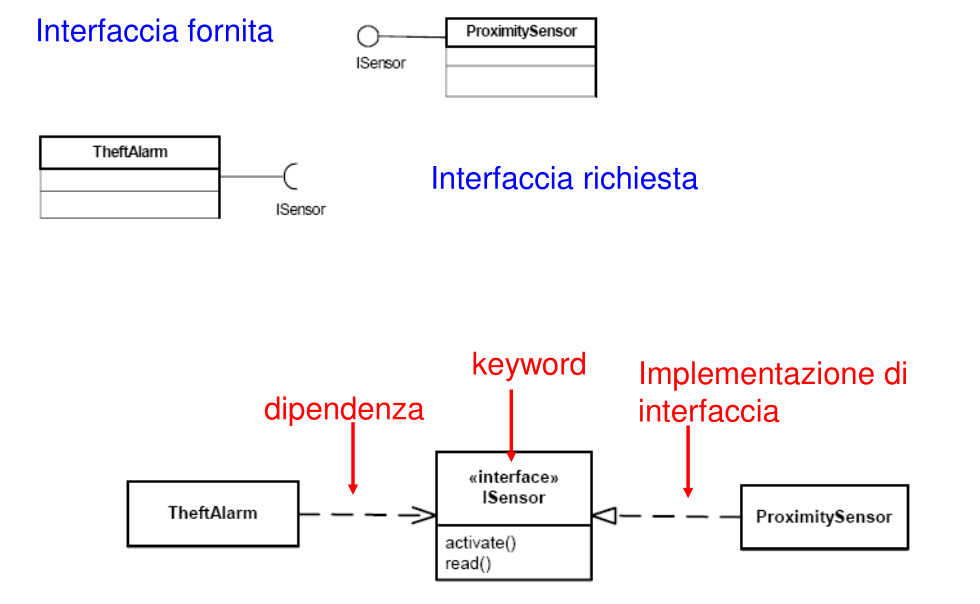 Interfaccia fornita
ProximitySensor
ISensor
TheftAlarm
ISensor
Interfaccia richiesta
keyword
Implementazione di
interfaccia
dipendenza
«interface»
ISensor
activate()
read()
TheftAlarm
ProximitySensor